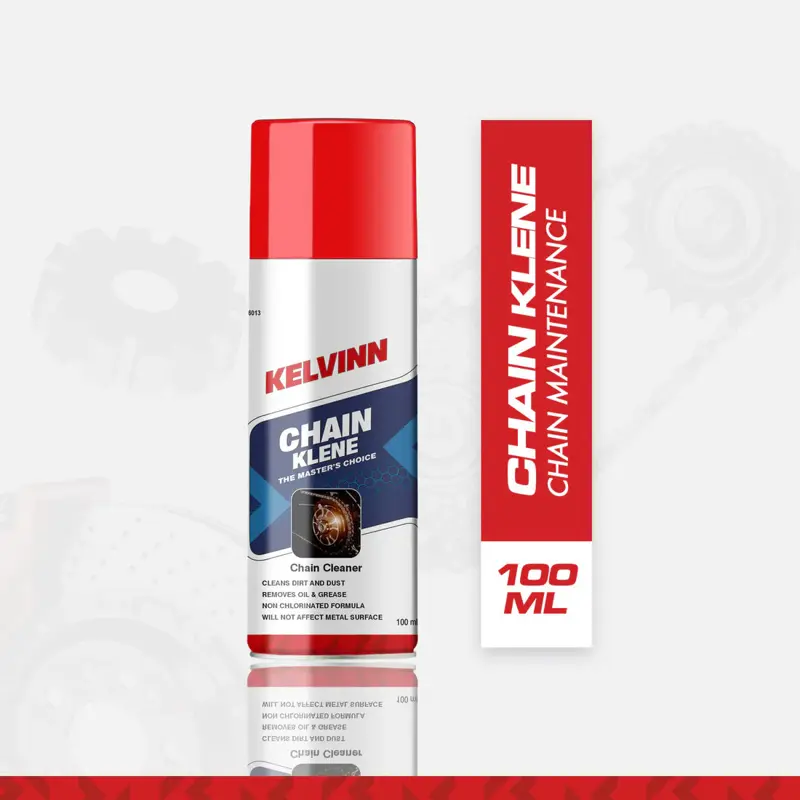 6013
KELVINN
CHAIN
KLENE
THE MASTER'S CHOICE
Chain Cleaner
CLEANS DIRT AND DUST
REMOVES OIL & GREASE
NON CHLORINATED FORMULA
WILL NOT AFFECT METAL SURFACE
100 ml
CHAIN KLENE
CHAIN MAINTENANCE
100
ML